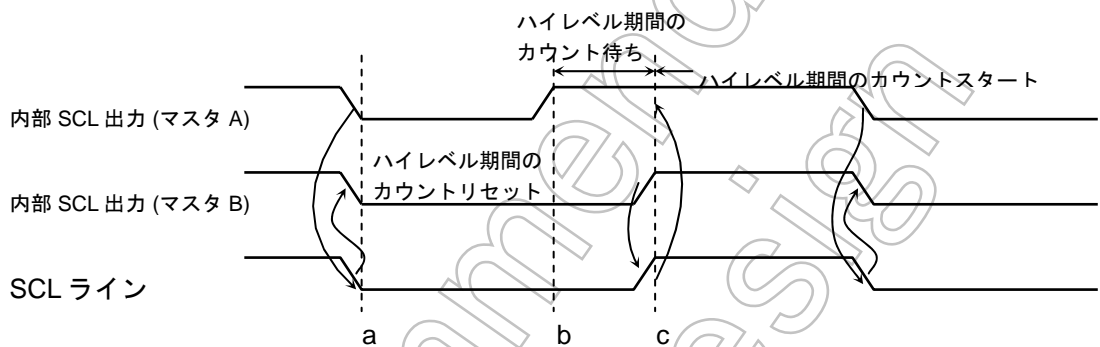 ハイレベル期間の
カウント待ち
ハイレベル期間のカウントスタート
内部 SCL 出力 (マスタ A)
ハイレベル期間の
カウントリセット
内部 SCL 出力 (マスタ B)
SCL ライン
a b c